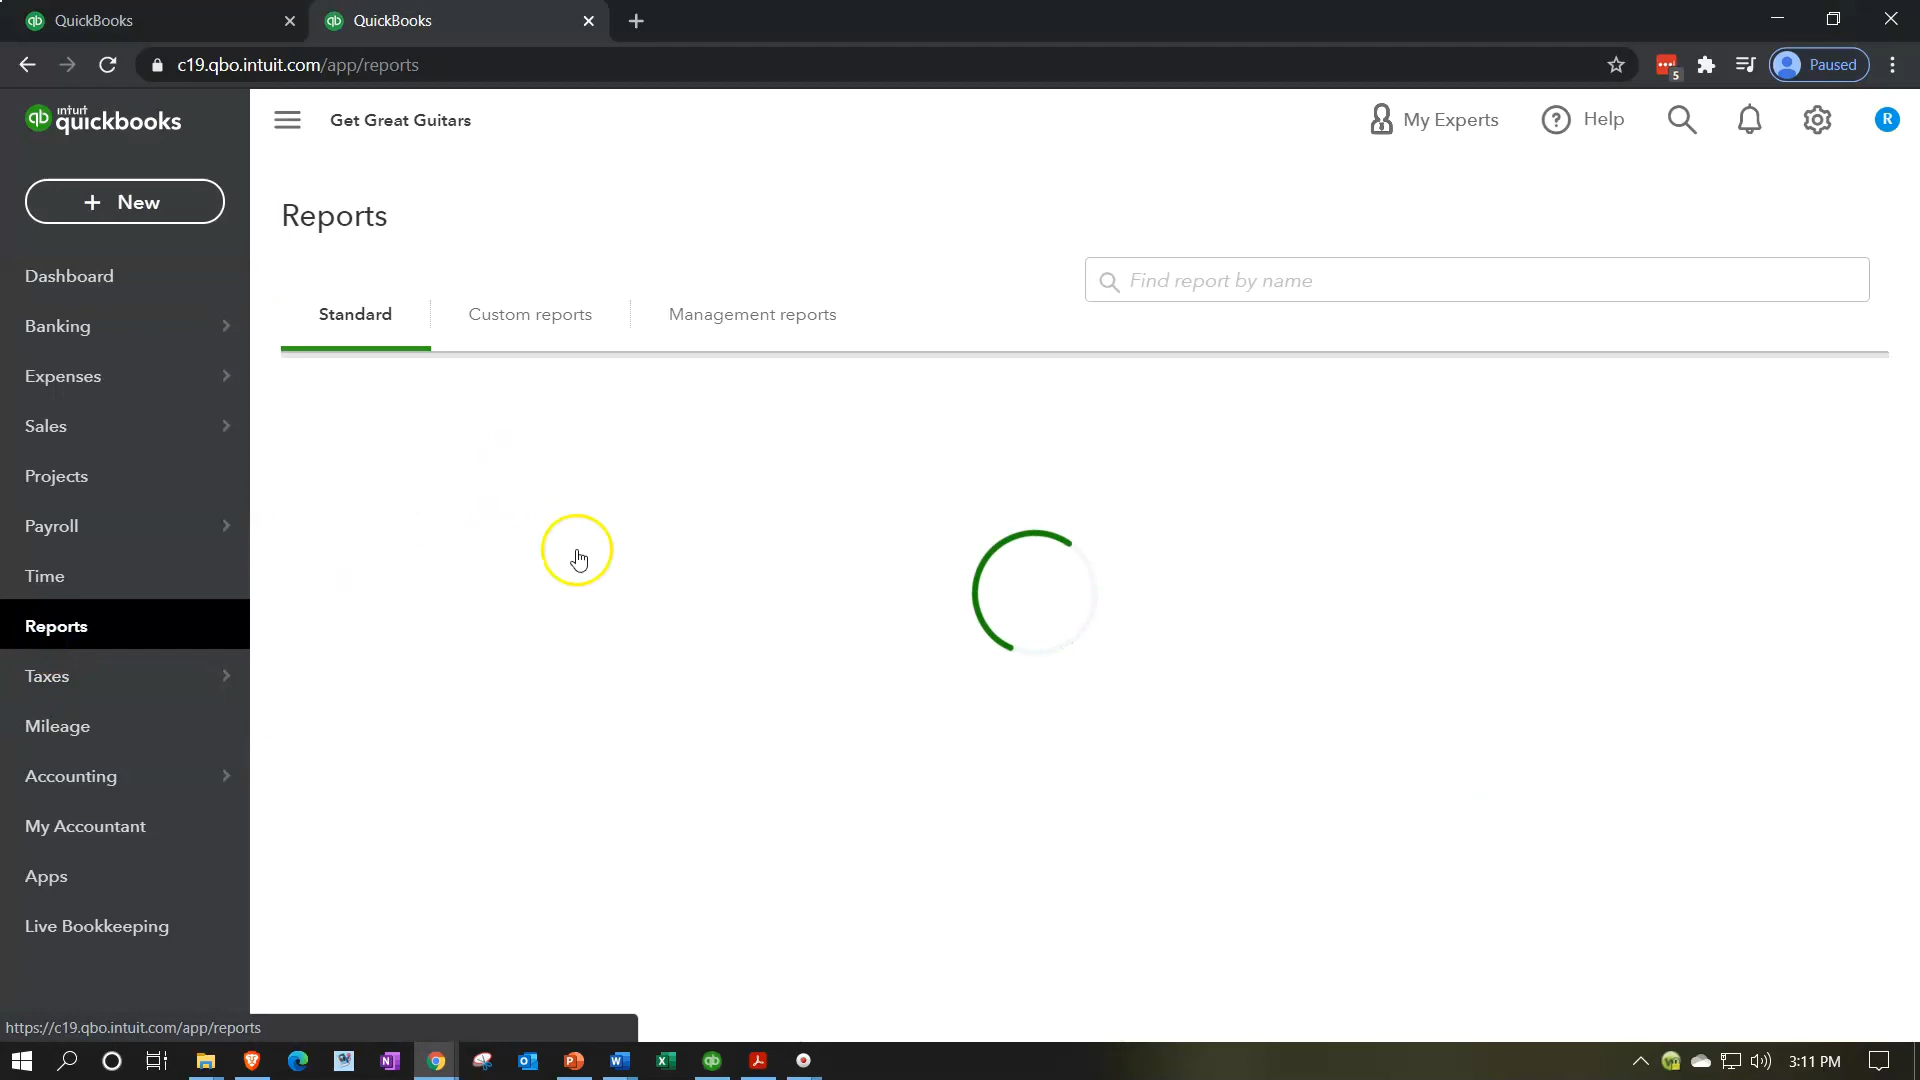 QuickBooks
QuickBooks
c19.qbo.intuit.com/app/reports
5
Paused
qb intuit quickbooks
Get Great Guitars
My Experts
Help
R
+ New
Reports
Find report by name
Standard
Custom reports
Management reports
Dashboard
Banking
Expenses
Sales
Projects
Payroll
Time
Reports
Taxes
Mileage
Accounting
My Accountant
Apps
Live Bookkeeping
https://c19.qbo.intuit.com/app/reports
3:11 PM